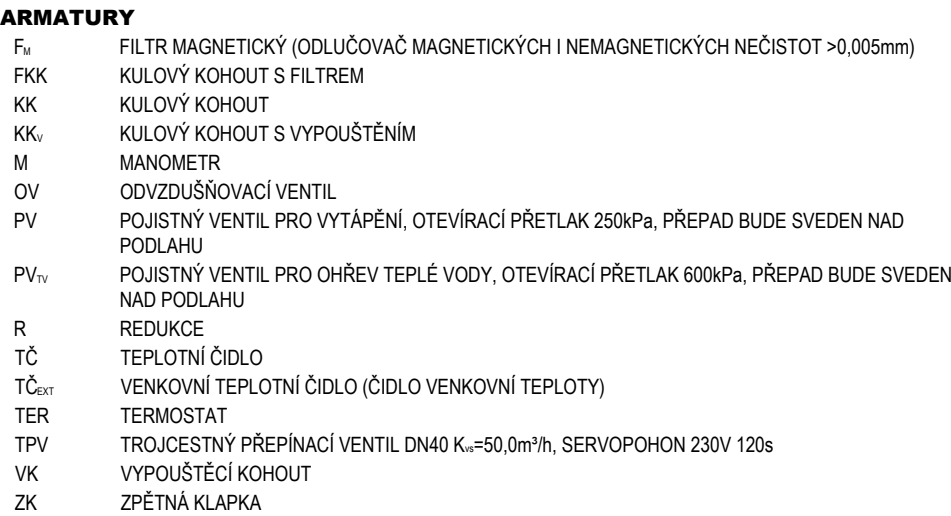 ARMATURY
FM FILTR MAGNETICKÝ (ODLUČOVAČ MAGNETICKÝCH I NEMAGNETICKÝCH NEČISTOT >0,005mm)
FKK KULOVÝ KOHOUT S FILTREM
KK KULOVÝ KOHOUT
KKV KULOVÝ KOHOUT S VYPOUŠTĚNÍM
M MANOMETR
OV ODVZDUŠŇOVACÍ VENTIL
PV POJISTNÝ VENTIL PRO VYTÁPĚNÍ, OTEVÍRACÍ PŘETLAK 250kPa, PŘEPAD BUDE SVEDEN NAD
PODLAHU
PVTV POJISTNÝ VENTIL PRO OHŘEV TEPLÉ VODY, OTEVÍRACÍ PŘETLAK 600kPa, PŘEPAD BUDE SVEDEN
NAD PODLAHU
R REDUKCE
TČ TEPLOTNÍ ČIDLO
TČEXT VENKOVNÍ TEPLOTNÍ ČIDLO (ČIDLO VENKOVNÍ TEPLOTY)
TER TERMOSTAT
TPV TROJCESTNÝ PŘEPÍNACÍ VENTIL DN40 Kvs=50,0m³/h, SERVOPOHON 230V 120s
VK VYPOUŠTĚCÍ KOHOUT
ZK ZPĚTNÁ KLAPKA